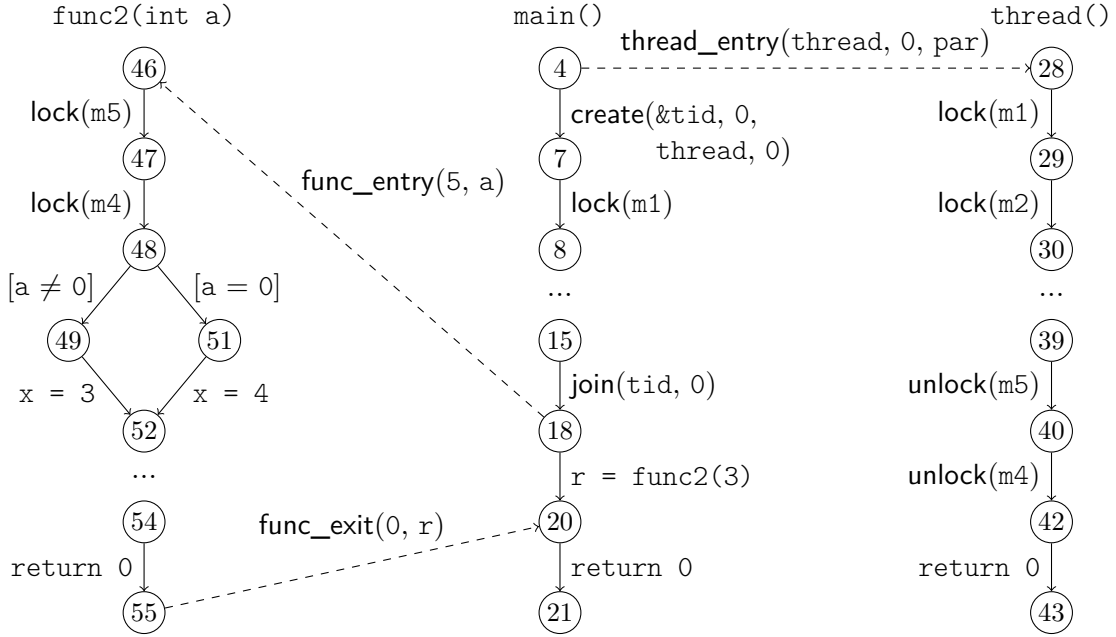 func2(int a) main() thread()
thread_entry(thread, 0, par)
46 4 28
lock(m5) create(&tid, 0, lock(m1)
thread, 0)
47 7 29
func_entry(5, a)
lock(m4) lock(m1) lock(m2)
48 8 30
[a ≠ 0] [a = 0] ... ...
49 51 15 39
x = 3 x = 4 join(tid, 0) unlock(m5)
52 18 40
... r = func2(3) unlock(m4)
54 20 42
func_exit(0, r)
return 0 return 0 return 0
55 21 43